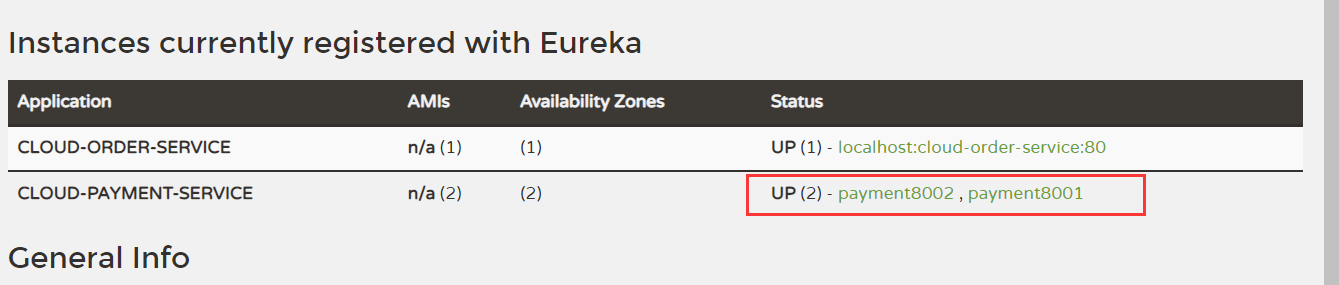 Instances currently registered with Eureka
Application AMIs Availability Zones Status
CLOUD-ORDER-SERVICE n/a (1) (1) UP (1) - localhost:cloud-order-service:80
CLOUD-PAYMENT-SERVICE n/a (2) (2) UP (2) - payment8002 , payment8001
General Info